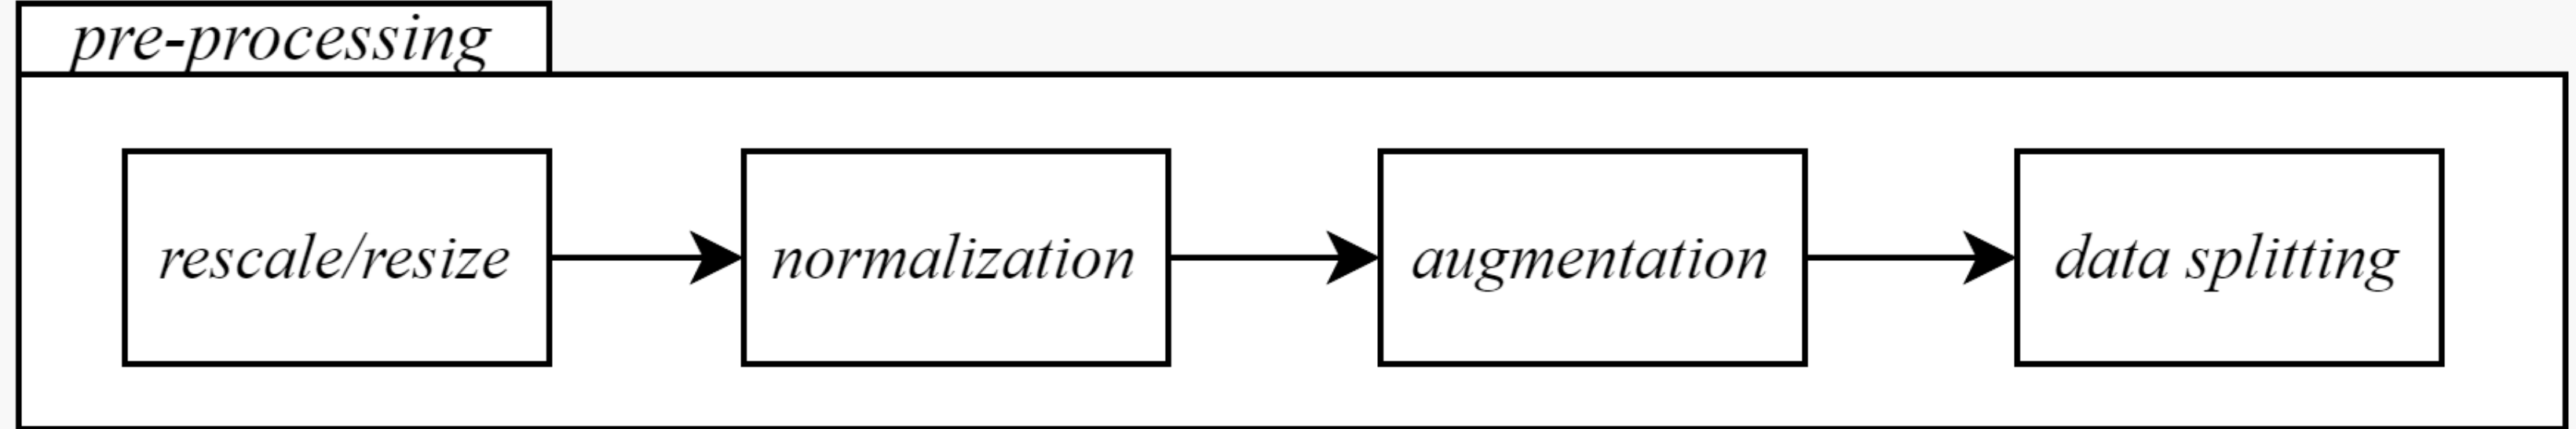 pre-processing
rescale/resize
normalization
augmentation
data splitting